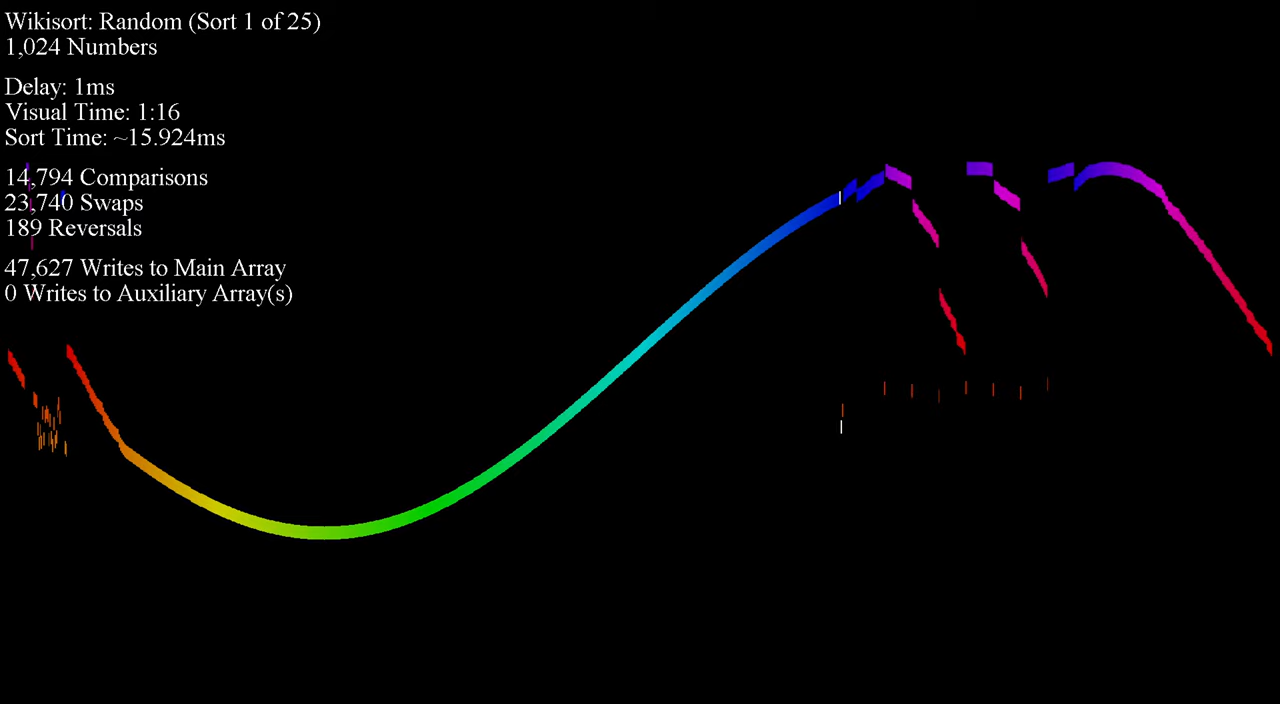 Wikisort: Random (Sort 1 of 25)
1,024 Numbers
Delay: 1ms
Visual Time: 1:16
Sort Time: ~15.924ms
14,794 Comparisons
23,740 Swaps
189 Reversals
47,627 Writes to Main Array
0 Writes to Auxiliary Array(s)